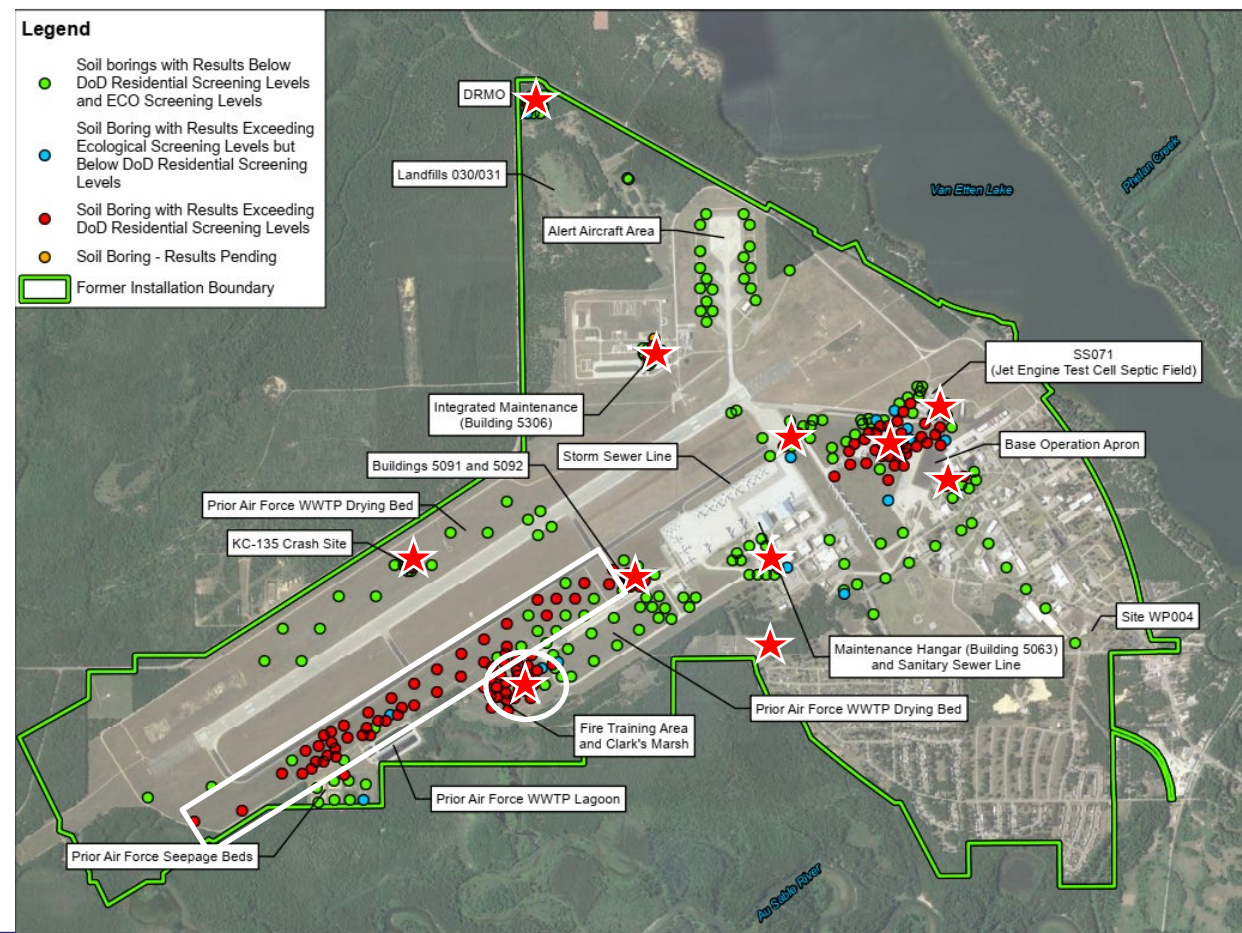 Legend
Soil borings with Results Below
DoD Residential Screening Levels
and ECO Screening Levels
Soil Boring with Results Exceeding
Ecological Screening Levels but
Below DoD Residential Screening
Levels
Soil Boring with Results Exceeding
DoD Residential Screening Levels
Soil Boring - Results Pending
Former Installation Boundary
DRMO
Landfills 030/031
Alert Aircraft Area
Van Etten Lake
Phelan Creek
SS071
(Jet Engine Test Cell Septic Field)
Integrated Maintenance
(Building 5306)
Base Operation Apron
Storm Sewer Line
Buildings 5091 and 5092
Prior Air Force WWTP Drying Bed
KC-135 Crash Site
Site WP004
Maintenance Hangar (Building 5063)
and Sanitary Sewer Line
Prior Air Force WWTP Drying Bed
Fire Training Area
and Clark's Marsh
Prior Air Force WWTP Lagoon
Prior Air Force Seepage Beds
Au Sable River